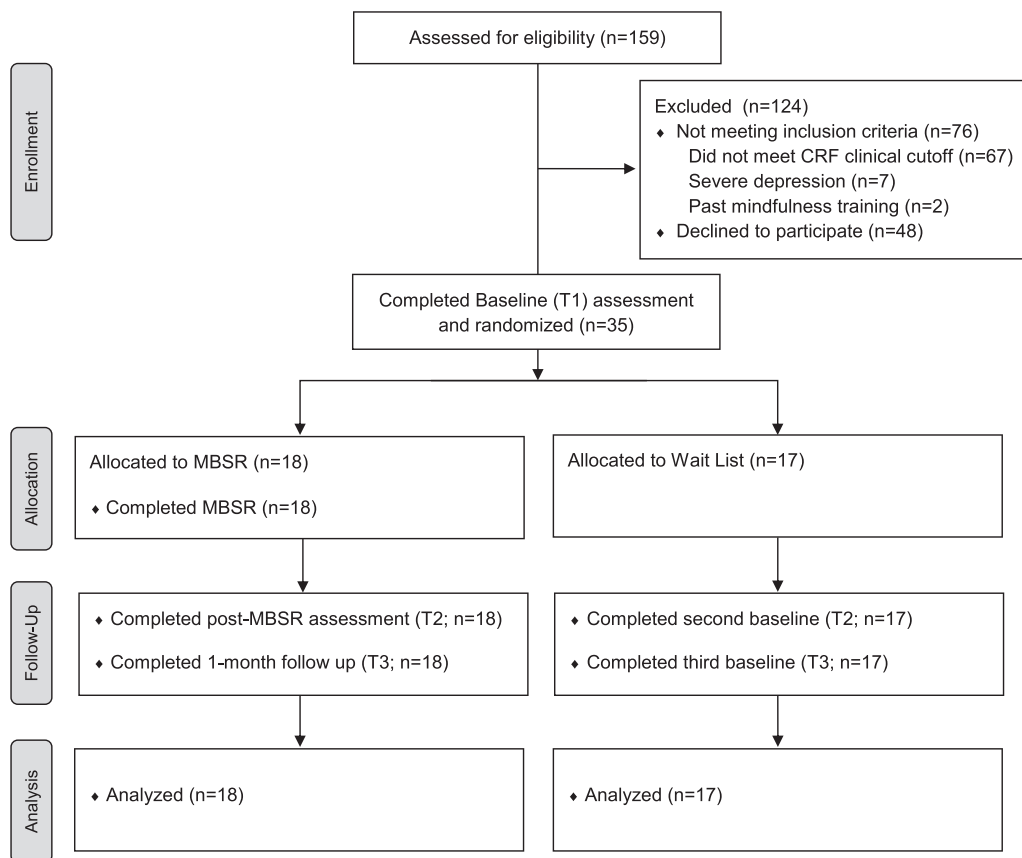 Assessed for eligibility (n=159)
Enrollment
Excluded (n=124)
♦ Not meeting inclusion criteria (n=76)
Did not meet CRF clinical cutoff (n=67)
Severe depression (n=7)
Past mindfulness training (n=2)
♦ Declined to participate (n=48)
Completed Baseline (T1) assessment
and randomized (n=35)
Allocation
Allocated to MBSR (n=18)
♦ Completed MBSR (n=18)
Allocated to Wait List (n=17)
Follow-Up
♦ Completed post-MBSR assessment (T2; n=18)
♦ Completed 1-month follow up (T3; n=18)
♦ Completed second baseline (T2; n=17)
♦ Completed third baseline (T3; n=17)
Analysis
♦ Analyzed (n=18)
♦ Analyzed (n=17)